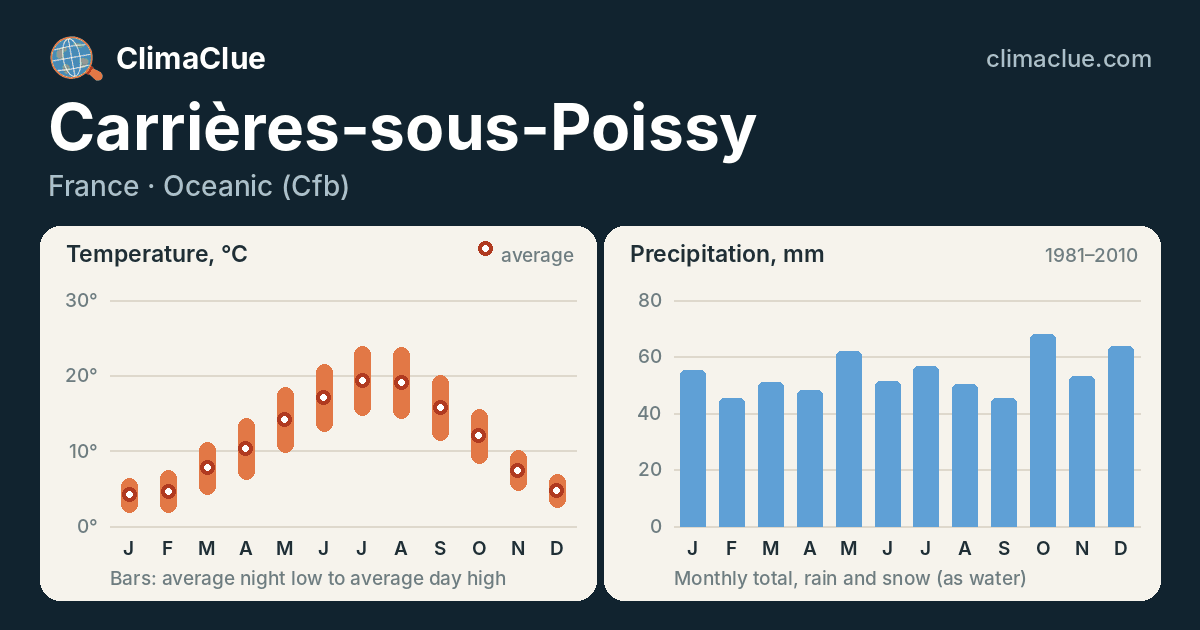 ClimaClue
climaclue.com
Carrières-sous-Poissy
France · Oceanic (Cfb)
Temperature, °C
average
30°
20°
10°
0°
J F M A M J J A S O N D
Bars: average night low to average day high
Precipitation, mm
1981–2010
80
60
40
20
0
J F M A M J J A S O N D
Monthly total, rain and snow (as water)